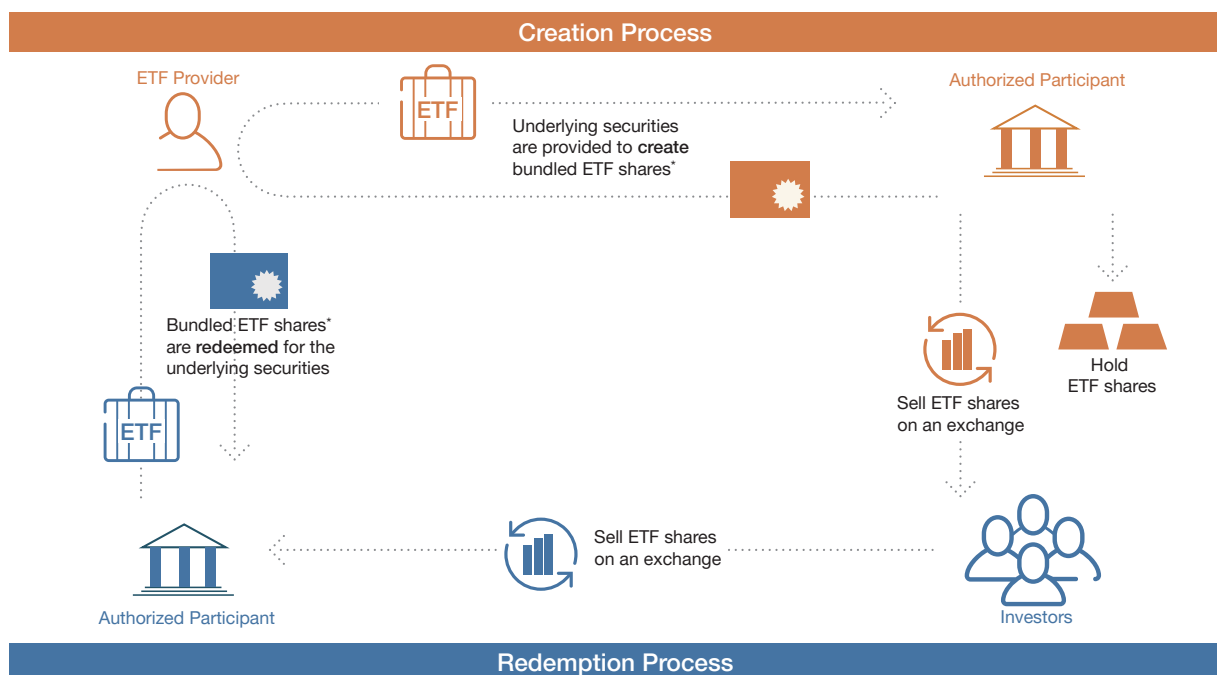 Creation Process
ETF Provider
ETF
Authorized Participant
Underlying securities
are provided to create
bundled ETF shares*
Bundled ETF shares*
are redeemed for the
underlying securities
Hold
ETF shares
Sell ETF shares
on an exchange
ETF
Sell ETF shares
on an exchange
Authorized Participant
Investors
Redemption Process